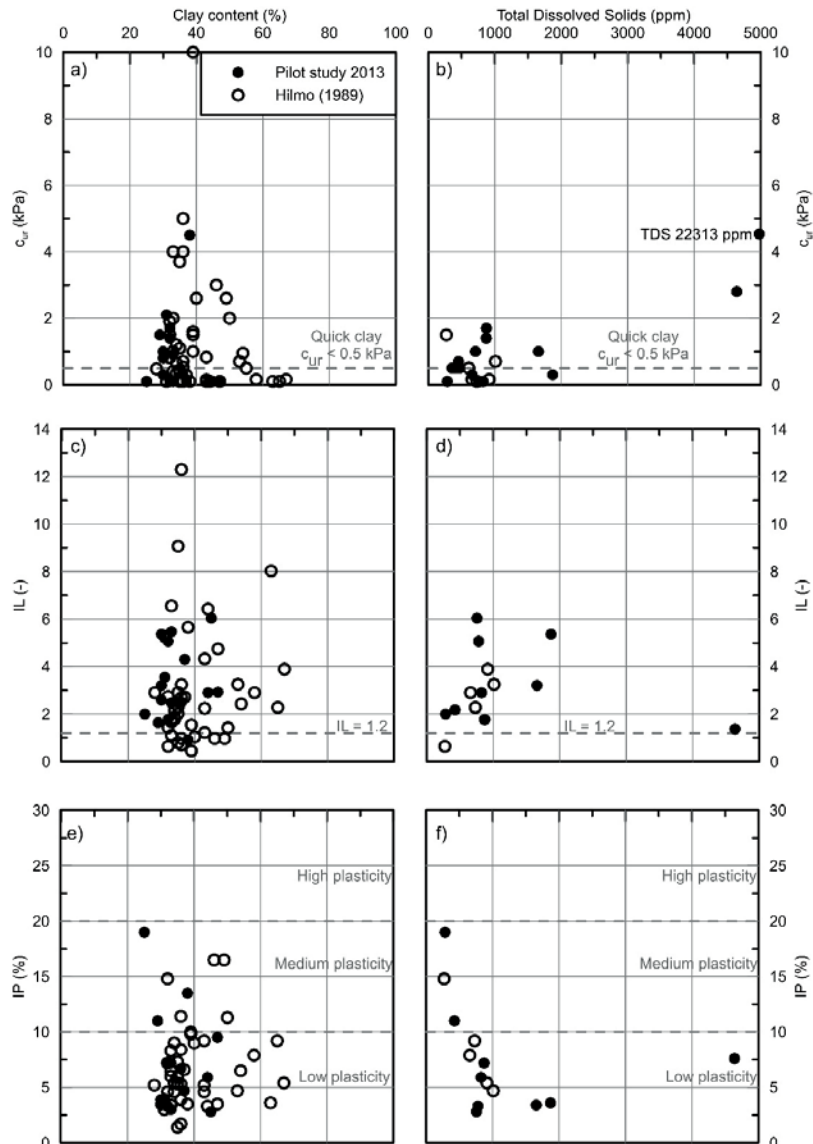 Clay content (%)
0 20 40 60 80 100
Total Dissolved Solids (ppm)
0 1000 2000 3000 4000 5000
10
8
6
4
2
0
c_ur (kPa)
a)
Pilot study 2013
Hilmo (1989)
Quick clay
c_ur < 0.5 kPa
b)
TDS 22313 ppm
Quick clay
c_ur < 0.5 kPa
10
8
6
4
2
0
c_ur (kPa)
14
12
10
8
6
4
2
0
IL (-)
c)
IL = 1.2
d)
IL = 1.2
14
12
10
8
6
4
2
0
IL (-)
30
25
20
15
10
5
0
IP (%)
e)
High plasticity
Medium plasticity
Low plasticity
f)
High plasticity
Medium plasticity
Low plasticity
30
25
20
15
10
5
0
IP (%)